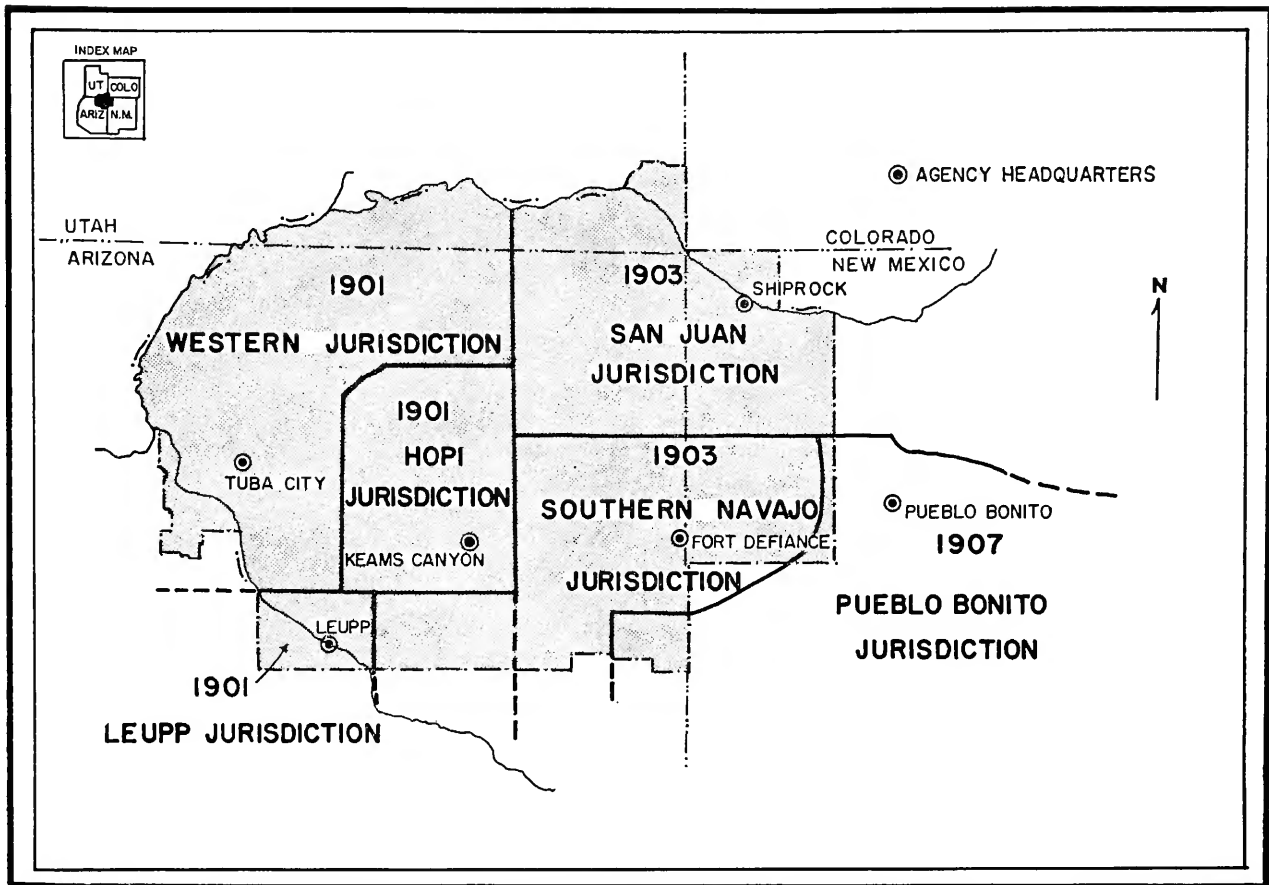 INDEX MAP
UT COLO
ARIZ N.M.
AGENCY HEADQUARTERS
UTAH
ARIZONA
COLORADO
NEW MEXICO
N
1901
WESTERN JURISDICTION
1903
SHIPROCK
SAN JUAN
JURISDICTION
1901
HOPI
JURISDICTION
TUBA CITY
KEAMS CANYON
1903
SOUTHERN NAVAJO
FORT DEFIANCE
JURISDICTION
PUEBLO BONITO
1907
PUEBLO BONITO
JURISDICTION
LEUPP
1901
LEUPP JURISDICTION